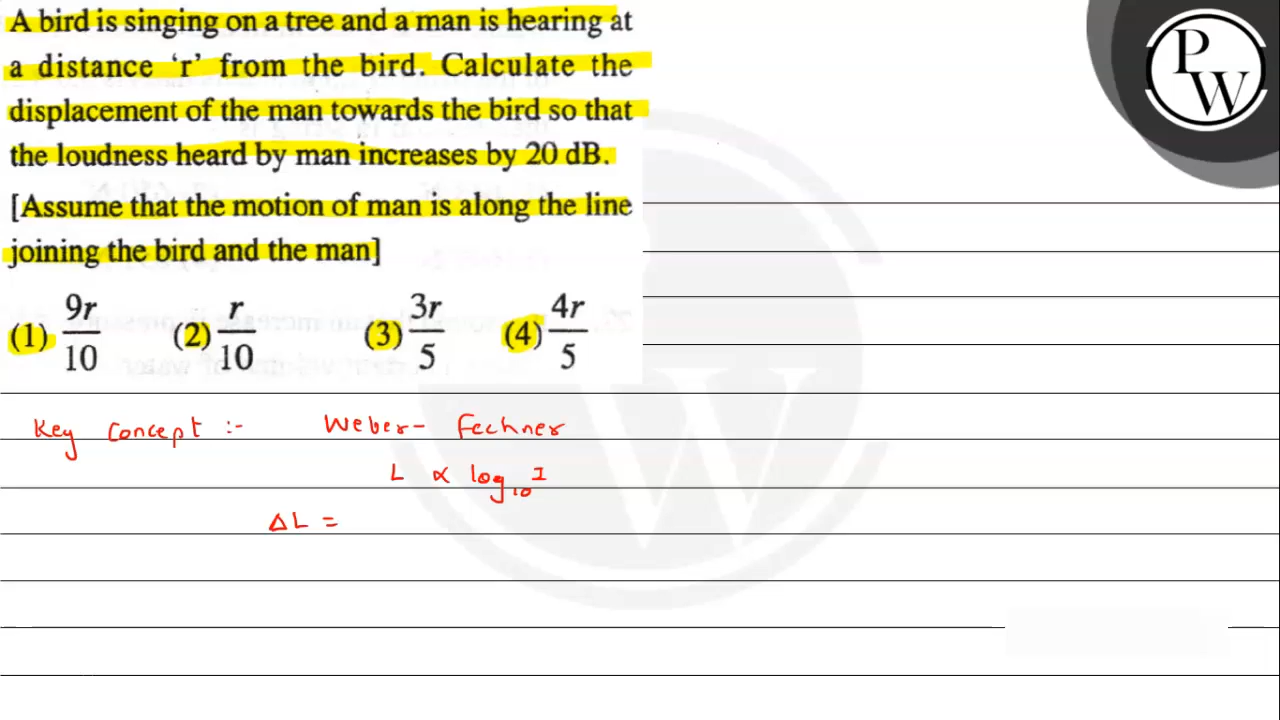 A bird is singing on a tree and a man is hearing at
a distance ‘r’ from the bird. Calculate the
displacement of the man towards the bird so that
the loudness heard by man increases by 20 dB.
[Assume that the motion of man is along the line
joining the bird and the man]
(1) 9r/10 (2) r/10 (3) 3r/5 (4) 4r/5
Key Concept :- Weber- Fechner
L ∝ log₁₀ I
ΔL =
PW